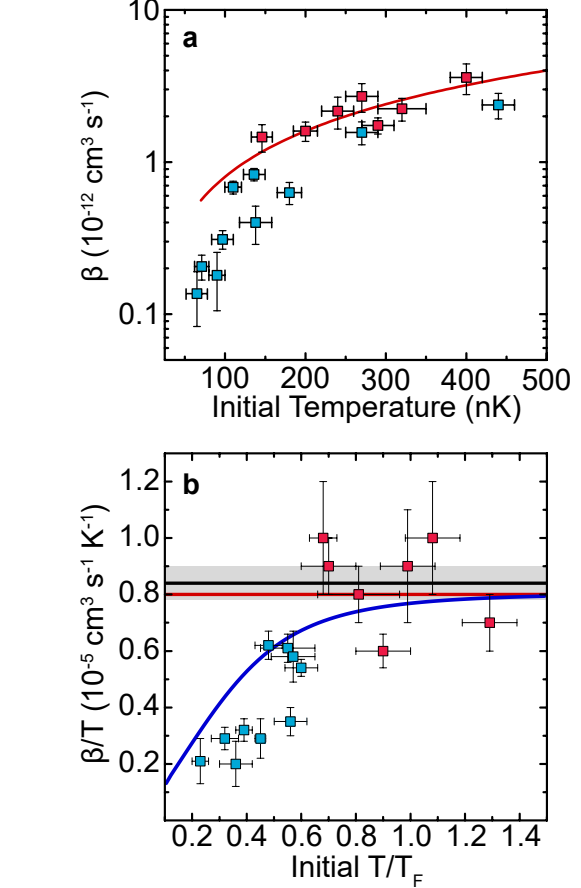 10
a
1
0.1
β (10⁻¹² cm³ s⁻¹)
100 200 300 400 500
Initial Temperature (nK)
b
1.2
1.0
0.8
0.6
0.4
0.2
β/T (10⁻⁵ cm³ s⁻¹ K⁻¹)
0.2 0.4 0.6 0.8 1.0 1.2 1.4
Initial T/T_F